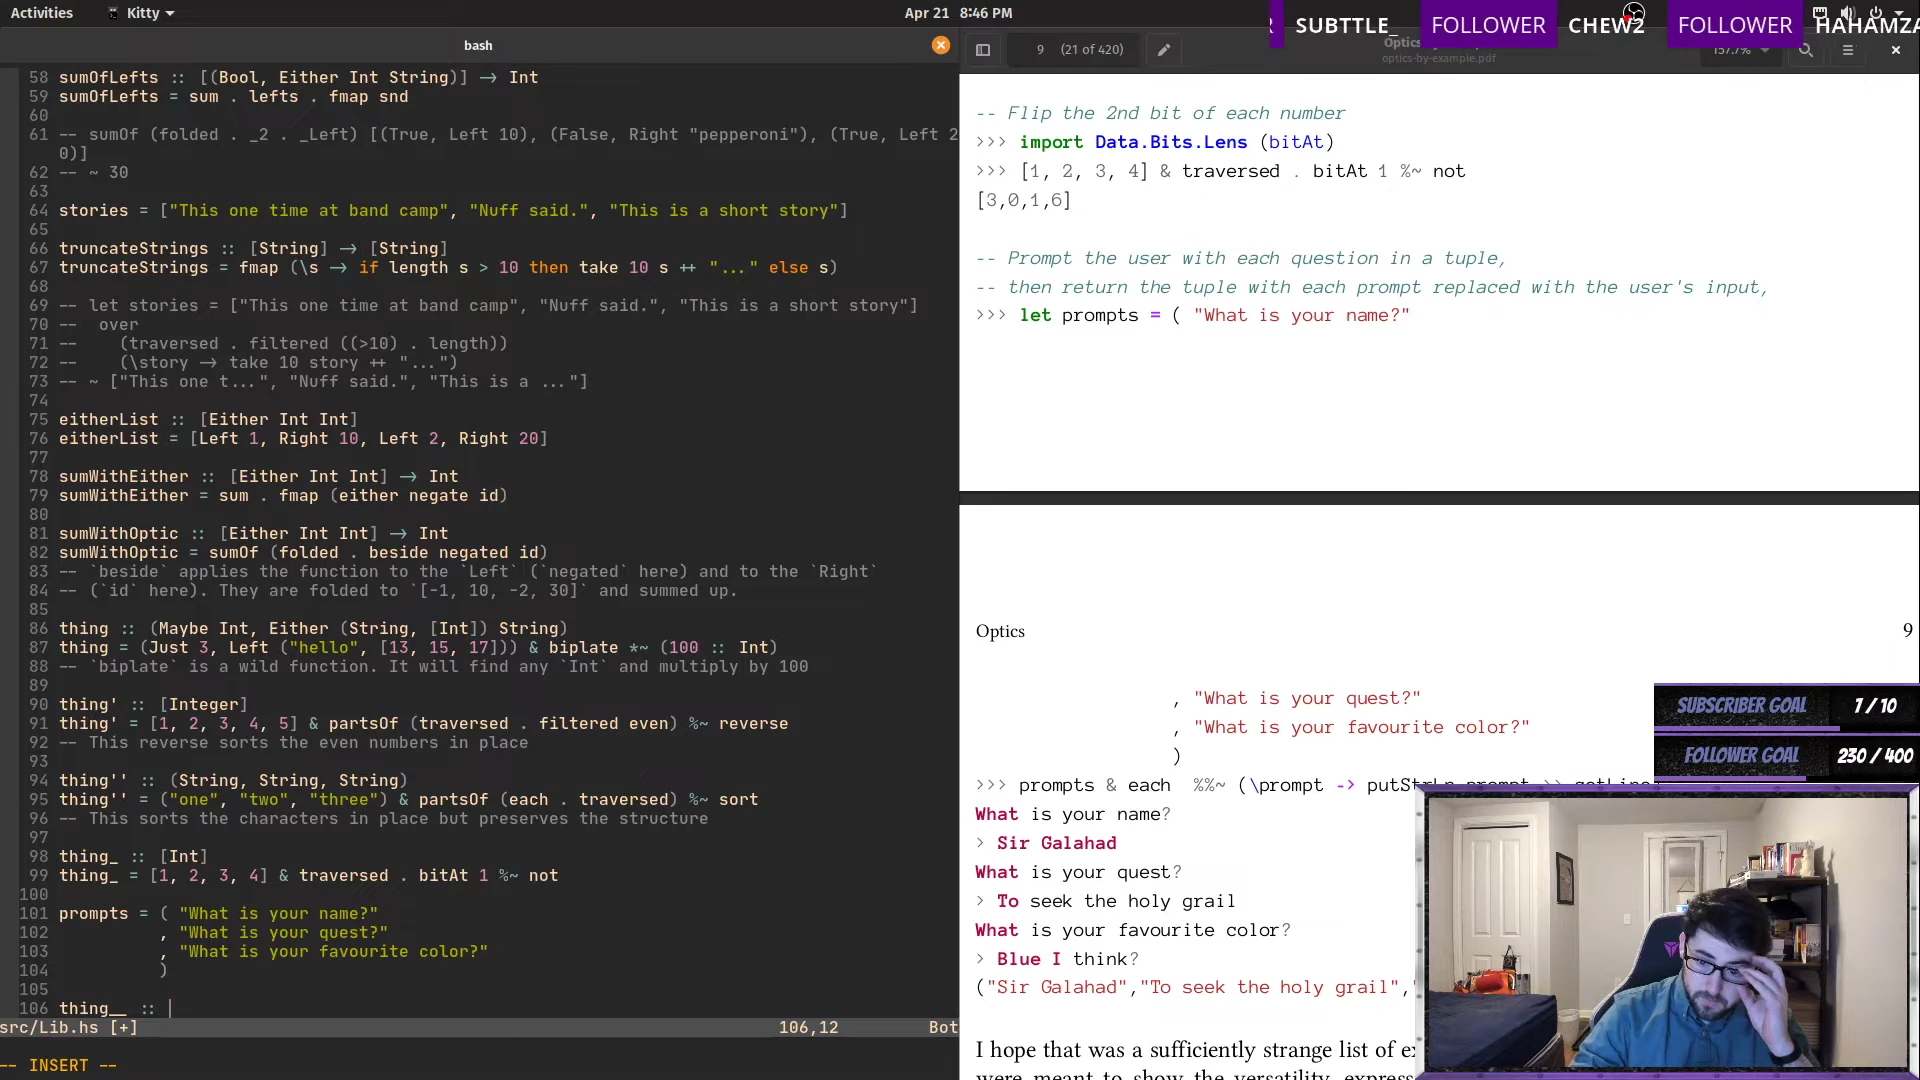 Activities
Kitty
Apr 21 8:46 PM
SUBTTLE_
FOLLOWER
CHEW2
FOLLOWER
HAHAMZA
bash
9 (21 of 420)
Optics
optics-by-example.pdf
157.7%
58 sumOfLefts :: [(Bool, Either Int String)] -> Int
59 sumOfLefts = sum . lefts . fmap snd
60
61 -- sumOf (folded . _2 . _Left) [(True, Left 10), (False, Right "pepperoni"), (True, Left 2
0)]
62 -- ~ 30
63
64 stories = ["This one time at band camp", "Nuff said.", "This is a short story"]
65
66 truncateStrings :: [String] -> [String]
67 truncateStrings = fmap (\s -> if length s > 10 then take 10 s ++ "..." else s)
68
69 -- let stories = ["This one time at band camp", "Nuff said.", "This is a short story"]
70 --  over
71 --    (traversed . filtered ((>10) . length))
72 --    (\story -> take 10 story ++ "...")
73 -- ~ ["This one t...", "Nuff said.", "This is a ..."]
74
75 eitherList :: [Either Int Int]
76 eitherList = [Left 1, Right 10, Left 2, Right 20]
77
78 sumWithEither :: [Either Int Int] -> Int
79 sumWithEither = sum . fmap (either negate id)
80
81 sumWithOptic :: [Either Int Int] -> Int
82 sumWithOptic = sumOf (folded . beside negated id)
83 -- `beside` applies the function to the `Left` (`negated` here) and to the `Right`
84 -- (`id` here). They are folded to `[-1, 10, -2, 30]` and summed up.
85
86 thing :: (Maybe Int, Either (String, [Int]) String)
87 thing = (Just 3, Left ("hello", [13, 15, 17])) & biplate *~ (100 :: Int)
88 -- `biplate` is a wild function. It will find any `Int` and multiply by 100
89
90 thing' :: [Integer]
91 thing' = [1, 2, 3, 4, 5] & partsOf (traversed . filtered even) %~ reverse
92 -- This reverse sorts the even numbers in place
93
94 thing'' :: (String, String, String)
95 thing'' = ("one", "two", "three") & partsOf (each . traversed) %~ sort
96 -- This sorts the characters in place but preserves the structure
97
98 thing_ :: [Int]
99 thing_ = [1, 2, 3, 4] & traversed . bitAt 1 %~ not
100
101 prompts = ( "What is your name?"
102           , "What is your quest?"
103           , "What is your favourite color?"
104           )
105
106 thing__ ::
src/Lib.hs [+]
106,12
Bot
-- INSERT --
-- Flip the 2nd bit of each number
>>> import Data.Bits.Lens (bitAt)
>>> [1, 2, 3, 4] & traversed . bitAt 1 %~ not
[3,0,1,6]
-- Prompt the user with each question in a tuple,
-- then return the tuple with each prompt replaced with the user's input,
>>> let prompts = ( "What is your name?"
Optics
9
, "What is your quest?"
, "What is your favourite color?"
)
>>> prompts & each %%~ (\prompt -> putStrLn prompt >> getLine
What is your name?
> Sir Galahad
What is your quest?
> To seek the holy grail
What is your favourite color?
> Blue I think?
("Sir Galahad","To seek the holy grail","
I hope that was a sufficiently strange list of
were meant to show the versatility,
SUBSCRIBER GOAL
7 / 10
FOLLOWER GOAL
230 / 400